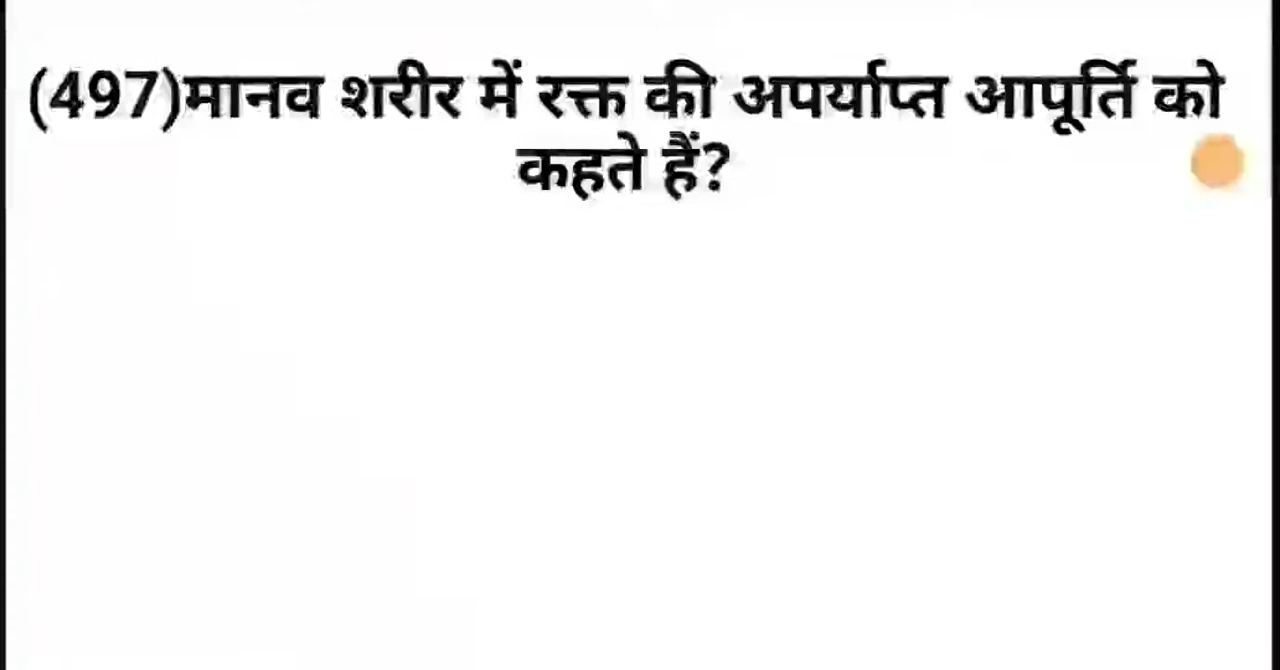 (497)मानव शरीर में रक्त की अपर्याप्त आपूर्ति को
कहते हैं?